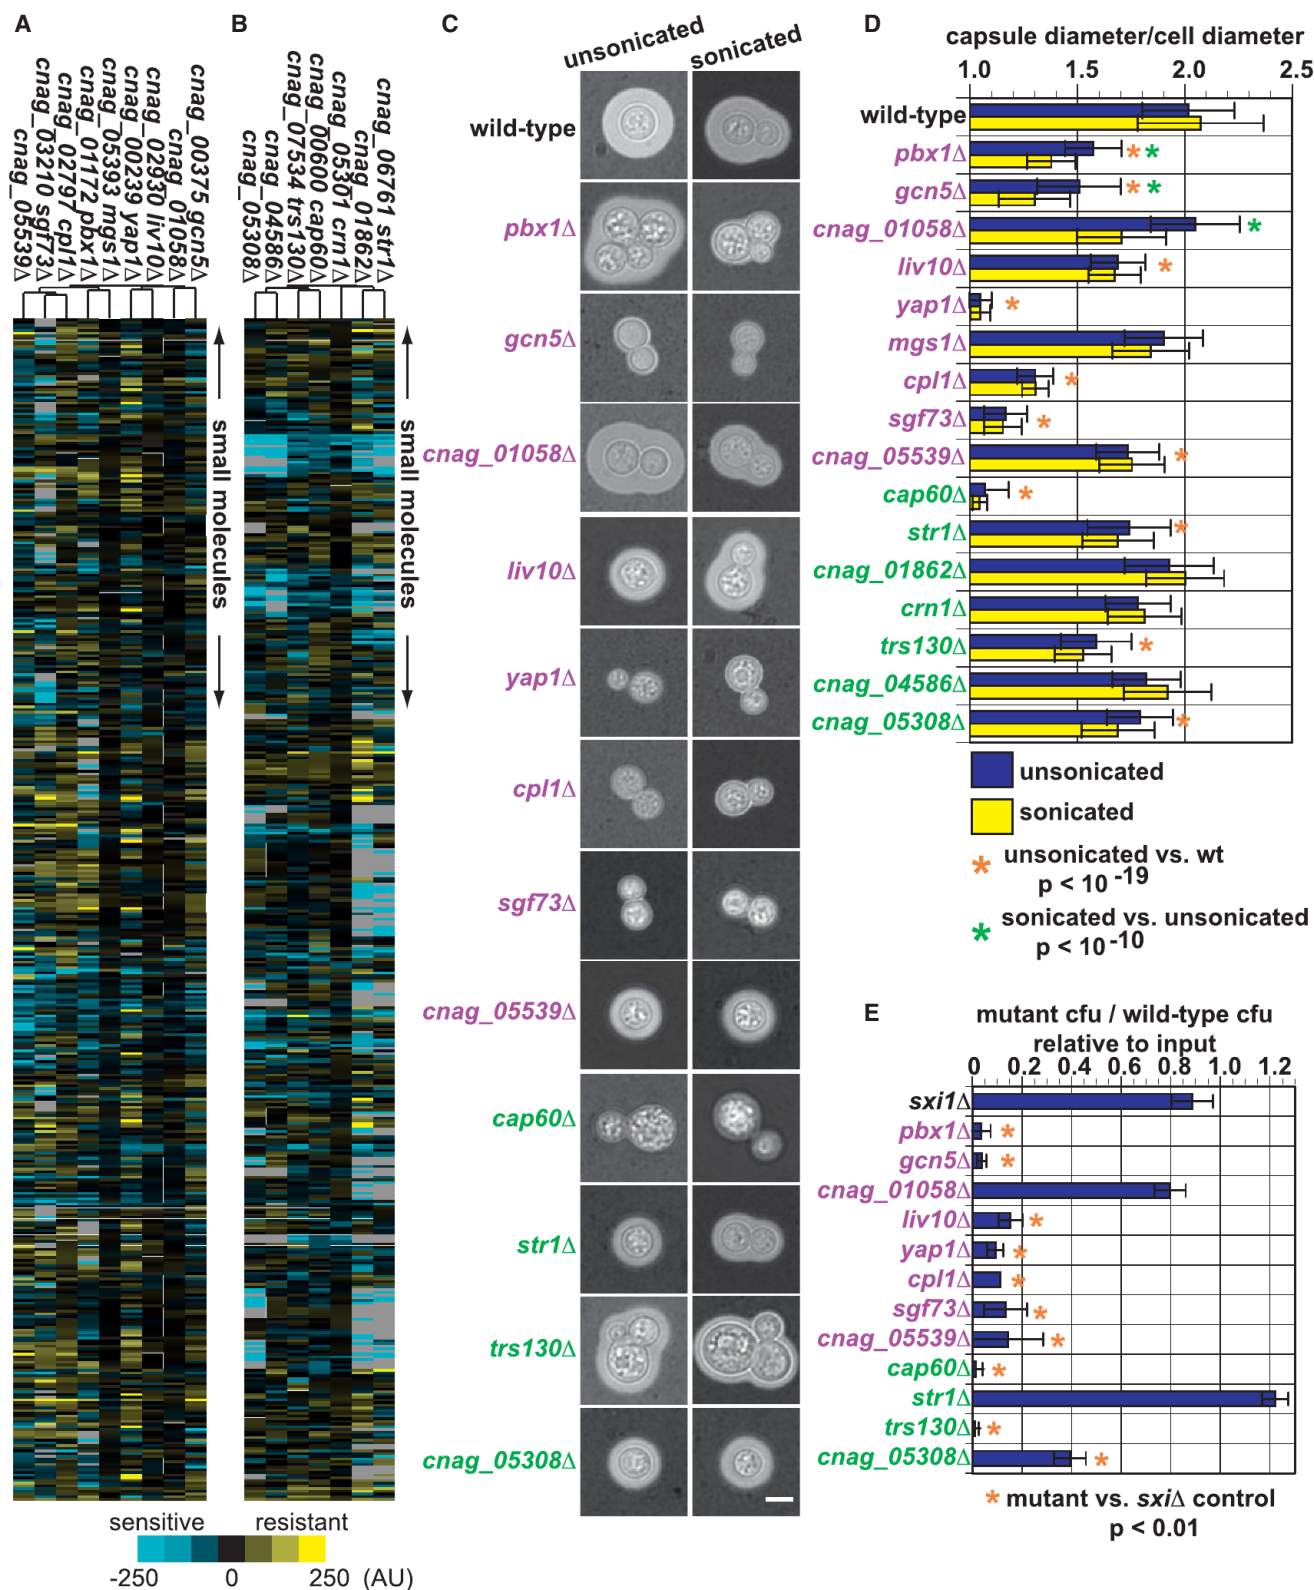 A
cnag_05539Δ
cnag_03210 sgf73Δ
cnag_02797 cpl1Δ
cnag_01172 pbx1Δ
cnag_05393 mgs1Δ
cnag_00239 yap1Δ
cnag_02930 liv10Δ
cnag_01058Δ
cnag_00375 gcn5Δ
small molecules
B
cnag_05308Δ
cnag_04586Δ
cnag_07534 trs130Δ
cnag_00600 cap60Δ
cnag_05301 crn1Δ
cnag_01862Δ
cnag_06761 str1Δ
small molecules
sensitive resistant
-250 0 250 (AU)
C
unsonicated
sonicated
wild-type
pbx1Δ
gcn5Δ
cnag_01058Δ
liv10Δ
yap1Δ
cpl1Δ
sgf73Δ
cnag_05539Δ
cap60Δ
str1Δ
trs130Δ
cnag_05308Δ
D
capsule diameter/cell diameter
1.0 1.5 2.0 2.5
wild-type
pbx1Δ * *
gcn5Δ * *
cnag_01058Δ *
liv10Δ *
yap1Δ *
mgs1Δ
cpl1Δ *
sgf73Δ *
cnag_05539Δ *
cap60Δ *
str1Δ *
cnag_01862Δ
crn1Δ
trs130Δ *
cnag_04586Δ
cnag_05308Δ *
unsonicated
sonicated
* unsonicated vs. wt
p < 10 -19
* sonicated vs. unsonicated
p < 10 -10
E
mutant cfu / wild-type cfu
relative to input
0 0.2 0.4 0.6 0.8 1.0 1.2
sxi1Δ
pbx1Δ *
gcn5Δ *
cnag_01058Δ
liv10Δ *
yap1Δ *
cpl1Δ *
sgf73Δ *
cnag_05539Δ *
cap60Δ *
str1Δ
trs130Δ *
cnag_05308Δ *
* mutant vs. sxiΔ control
p < 0.01